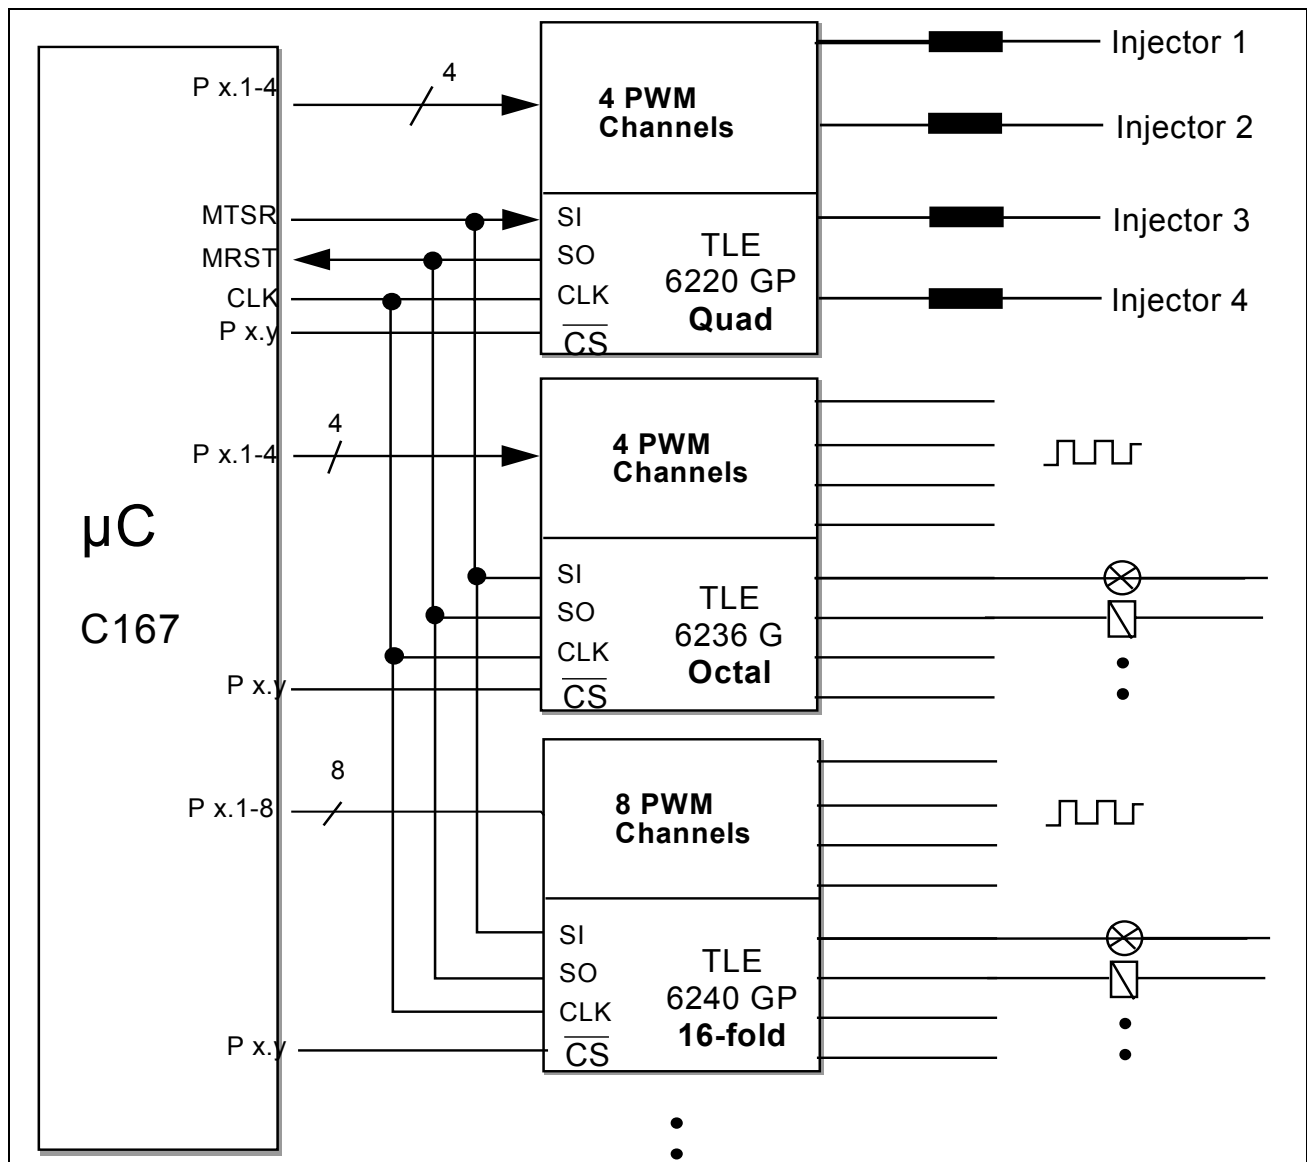 P x.1-4
4
4 PWM
Channels
Injector 1
Injector 2
MTSR
MRST
CLK
P x.y
SI
SO
CLK
CS
TLE
6220 GP
Quad
Injector 3
Injector 4
P x.1-4
4
4 PWM
Channels
µC
C167
SI
SO
CLK
CS
TLE
6236 G
Octal
P x.y
P x.1-8
8
8 PWM
Channels
SI
SO
CLK
CS
TLE
6240 GP
16-fold
P x.y